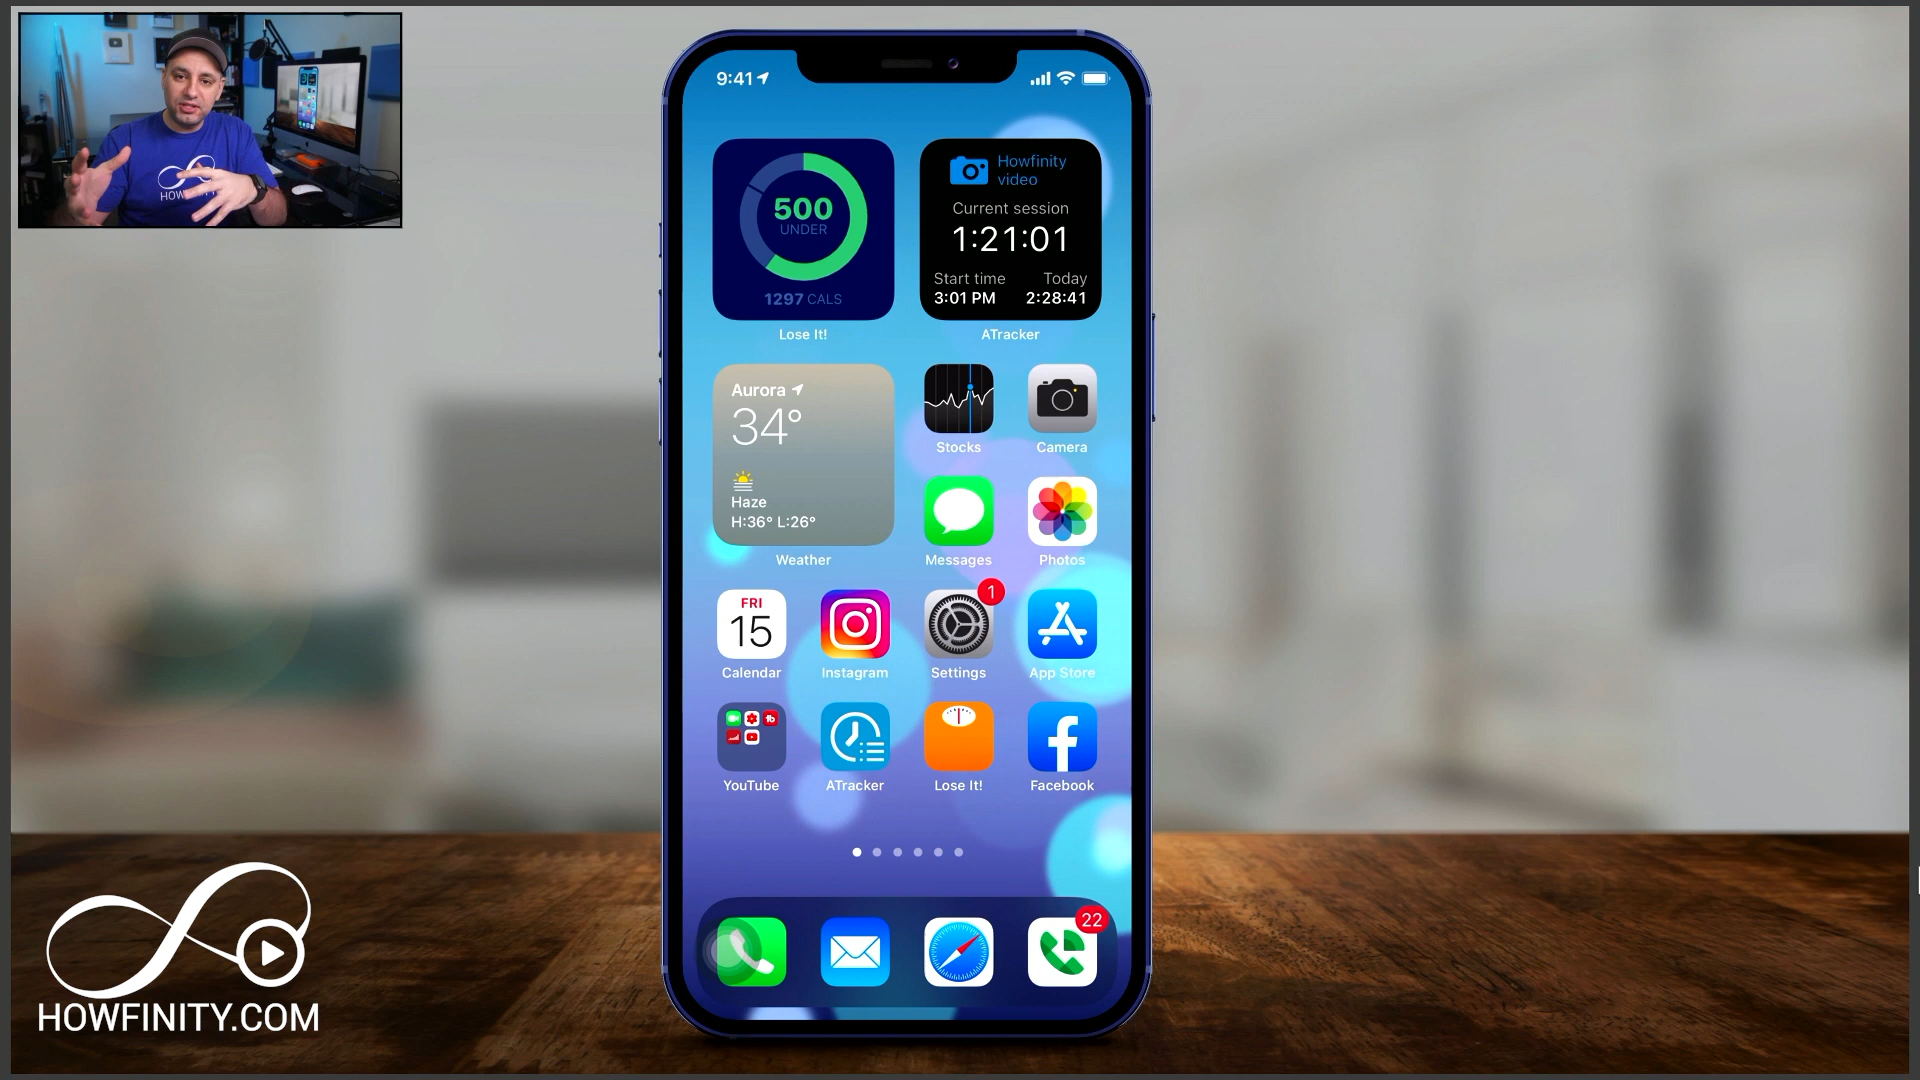 9:41
500
UNDER
1297 CALS
Lose It!
Howfinity
video
Current session
1:21:01
Start time Today
3:01 PM 2:28:41
ATracker
Aurora
34°
Haze
H:36° L:26°
Weather
Stocks
Camera
Messages
Photos
FRI
15
Calendar
Instagram
1
Settings
App Store
YouTube
ATracker
Lose It!
Facebook
22
HOWFINITY.COM